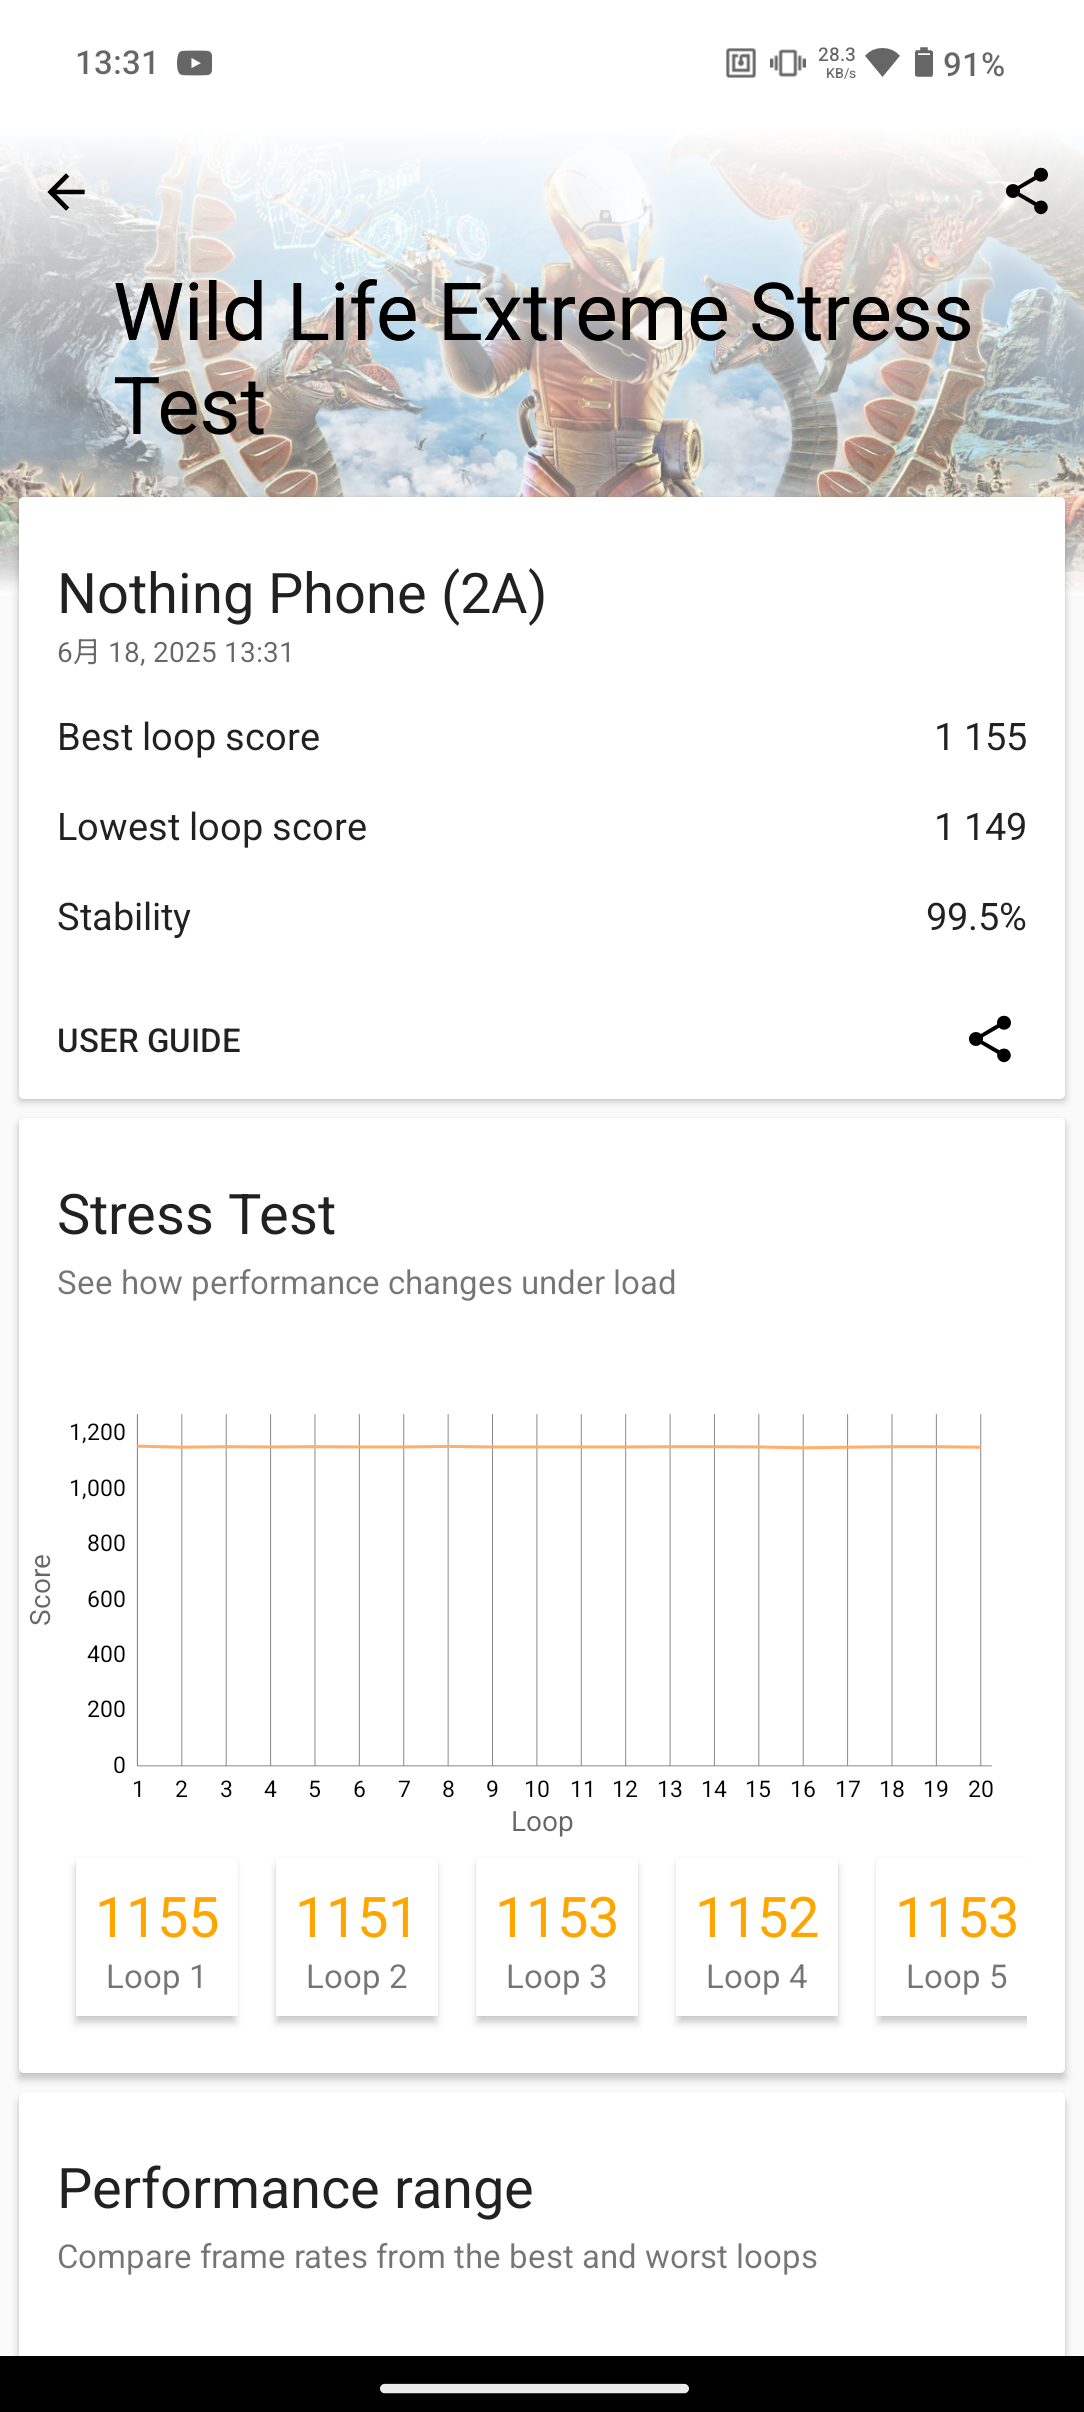 13:31
28.3
KB/s
91%
Wild Life Extreme Stress
Test
Nothing Phone (2A)
6月 18, 2025 13:31
Best loop score 1 155
Lowest loop score 1 149
Stability 99.5%
USER GUIDE
Stress Test
See how performance changes under load
1,200
1,000
800
600
400
200
0
Score
1 2 3 4 5 6 7 8 9 10 11 12 13 14 15 16 17 18 19 20
Loop
1155 1151 1153 1152 1153
Loop 1 Loop 2 Loop 3 Loop 4 Loop 5
Performance range
Compare frame rates from the best and worst loops